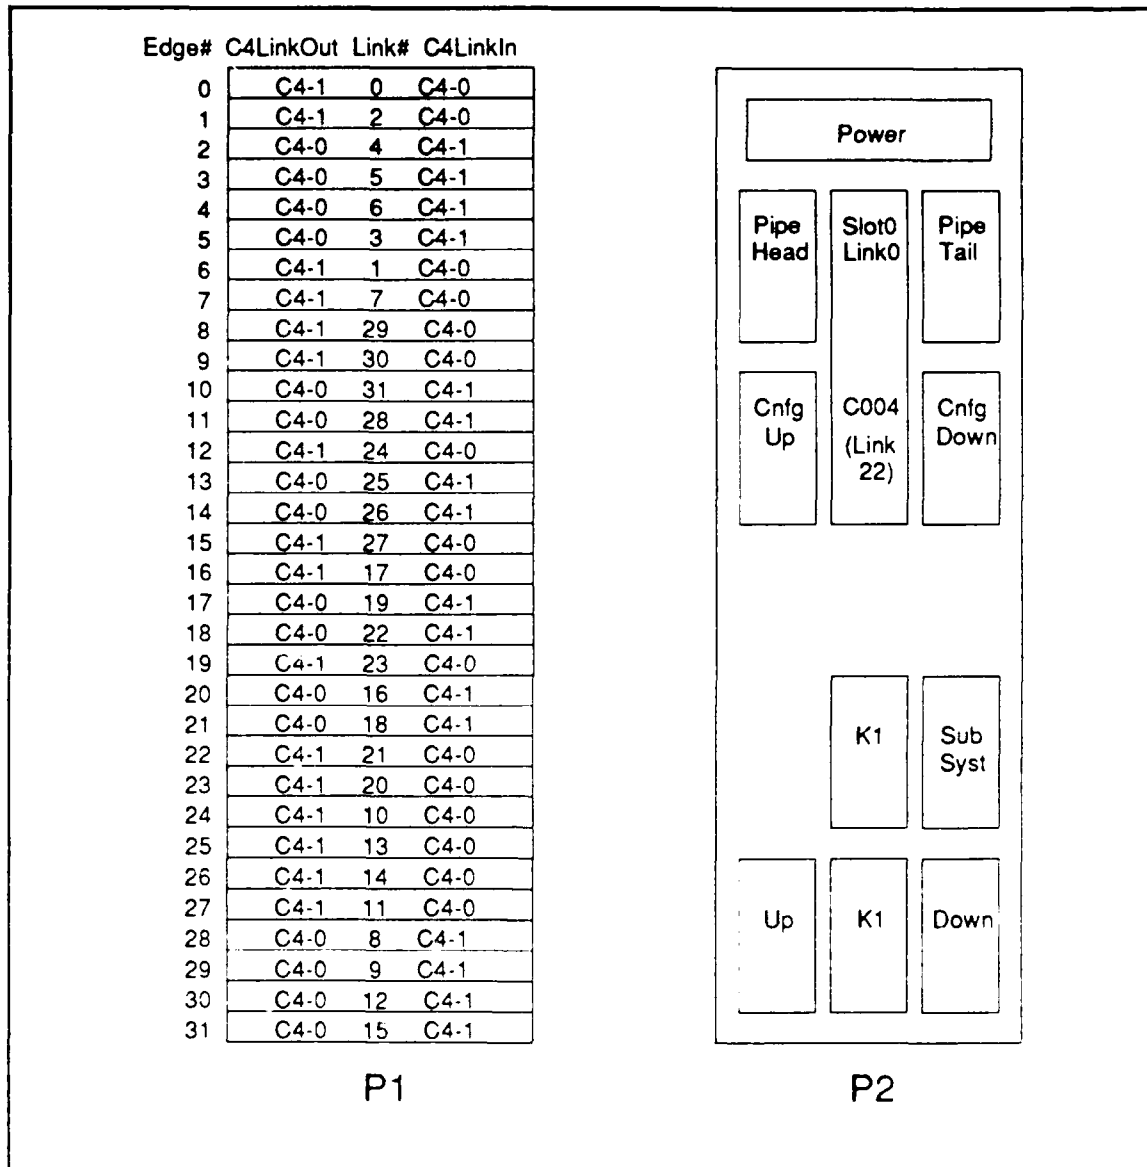 Edge# C4LinkOut Link# C4LinkIn
0 C4-1 0 C4-0
1 C4-1 2 C4-0
2 C4-0 4 C4-1
3 C4-0 5 C4-1
4 C4-0 6 C4-1
5 C4-0 3 C4-1
6 C4-1 1 C4-0
7 C4-1 7 C4-0
8 C4-1 29 C4-0
9 C4-1 30 C4-0
10 C4-0 31 C4-1
11 C4-0 28 C4-1
12 C4-1 24 C4-0
13 C4-0 25 C4-1
14 C4-0 26 C4-1
15 C4-1 27 C4-0
16 C4-1 17 C4-0
17 C4-0 19 C4-1
18 C4-0 22 C4-1
19 C4-1 23 C4-0
20 C4-0 16 C4-1
21 C4-0 18 C4-1
22 C4-1 21 C4-0
23 C4-1 20 C4-0
24 C4-1 10 C4-0
25 C4-1 13 C4-0
26 C4-1 14 C4-0
27 C4-1 11 C4-0
28 C4-0 8 C4-1
29 C4-0 9 C4-1
30 C4-0 12 C4-1
31 C4-0 15 C4-1
P1
Power
Pipe
Head
Slot0
Link0
Pipe
Tail
Cnfg
Up
C004
(Link
22)
Cnfg
Down
K1
Sub
Syst
Up
K1
Down
P2